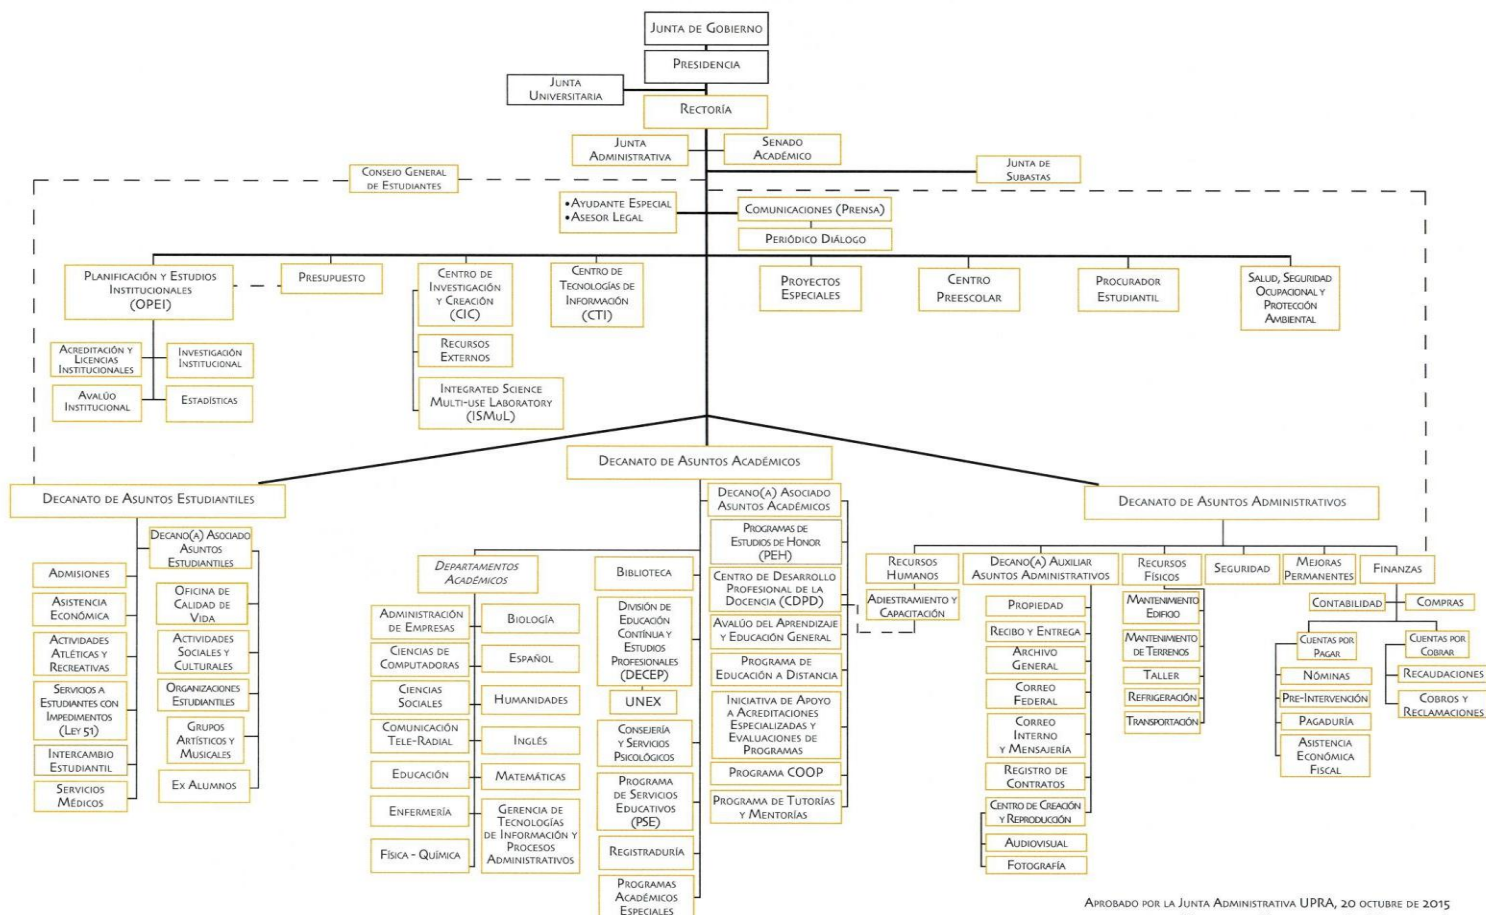 Junta de Gobierno
Presidencia
Junta
Universitaria
Rectoría
Junta
Administrativa
Senado
Académico
Consejo General
de Estudiantes
Junta de
Subastas
•Ayudante Especial
•Asesor Legal
Comunicaciones (Prensa)
Periódico Diálogo
Planificación y Estudios
Institucionales
(OPEI)
Presupuesto
Centro de
Investigación
y Creación
(CIC)
Centro de
Tecnologías de
Información
(CTI)
Proyectos
Especiales
Centro
Preescolar
Procurador
Estudiantil
Salud, Seguridad
Ocupacional y
Protección
Ambiental
Acreditación y
Licencias
Institucionales
Investigación
Institucional
Avalúo
Institucional
Estadísticas
Recursos
Externos
Integrated Science
Multi-use Laboratory
(ISMuL)
Decanato de Asuntos Estudiantiles
Decano(a) Asociado
Asuntos
Estudiantiles
Admisiones
Asistencia
Económica
Actividades
Atléticas y
Recreativas
Servicios a
Estudiantes con
Impedimentos
(Ley 51)
Intercambio
Estudiantil
Servicios
Médicos
Oficina de
Calidad de
Vida
Actividades
Sociales y
Culturales
Organizaciones
Estudiantiles
Grupos
Artísticos y
Musicales
Ex Alumnos
Decanato de Asuntos Académicos
Departamentos
Académicos
Administración
de Empresas
Ciencias de
Computadoras
Ciencias
Sociales
Comunicación
Tele-Radial
Educación
Enfermería
Física - Química
Biología
Español
Humanidades
Inglés
Matemáticas
Gerencia de
Tecnologías
de Información y
Procesos
Administrativos
Biblioteca
División de
Educación
Contínua y
Estudios
Profesionales
(DECEP)
UNEX
Consejería
y Servicios
Psicológicos
Programa
de Servicios
Educativos
(PSE)
Registraduría
Programas
Académicos
Especiales
Decano(a) Asociado
Asuntos Académicos
Programas de
Estudios de Honor
(PEH)
Centro de Desarrollo
Profesional de la
Docencia (CDPD)
Avalúo del Aprendizaje
y Educación General
Programa de
Educación a Distancia
Iniciativa de Apoyo
a Acreditaciones
Especializadas y
Evaluaciones de
Programas
Programa COOP
Programa de Tutorías
y Mentorías
Decanato de Asuntos Administrativos
Recursos
Humanos
Adiestramiento y
Capacitación
Decano(a) Auxiliar
Asuntos Administrativos
Propiedad
Recibo y Entrega
Archivo
General
Correo
Federal
Correo
Interno
y Mensajería
Registro de
Contratos
Centro de Creación
y Reproducción
Audiovisual
Fotografía
Recursos
Físicos
Mantenimiento
Edificio
Mantenimiento
de Terrenos
Taller
Refrigeración
Transportación
Seguridad
Mejoras
Permanentes
Finanzas
Contabilidad
Compras
Cuentas por
Pagar
Nóminas
Pre-Intervención
Pagaduría
Asistencia
Económica
Fiscal
Cuentas por
Cobrar
Recaudaciones
Cobros y
Reclamaciones
Aprobado por la Junta Administrativa UPRA, 20 octubre de 2015